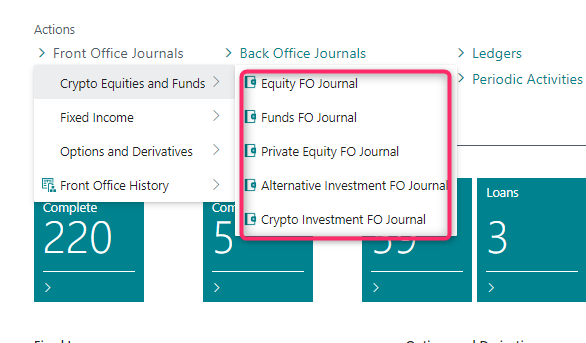 Actions
Front Office Journals
Back Office Journals
Ledgers
Crypto Equities and Funds
Equity FO Journal
Periodic Activities
Fixed Income
Funds FO Journal
Options and Derivatives
Private Equity FO Journal
Front Office History
Alternative Investment FO Journal
Crypto Investment FO Journal
Complete
Loans
220
5
39
3